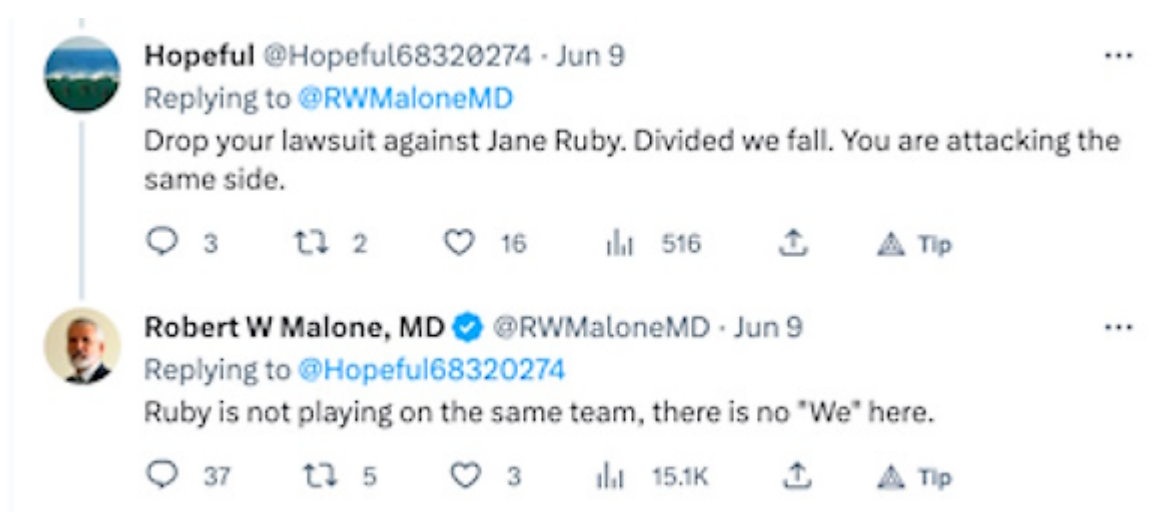 Hopeful @Hopeful68320274 · Jun 9
Replying to @RWMaloneMD
Drop your lawsuit against Jane Ruby. Divided we fall. You are attacking the
same side.
3 2 16 516 Tip
Robert W Malone, MD @RWMaloneMD · Jun 9
Replying to @Hopeful68320274
Ruby is not playing on the same team, there is no "We" here.
37 5 3 15.1K Tip